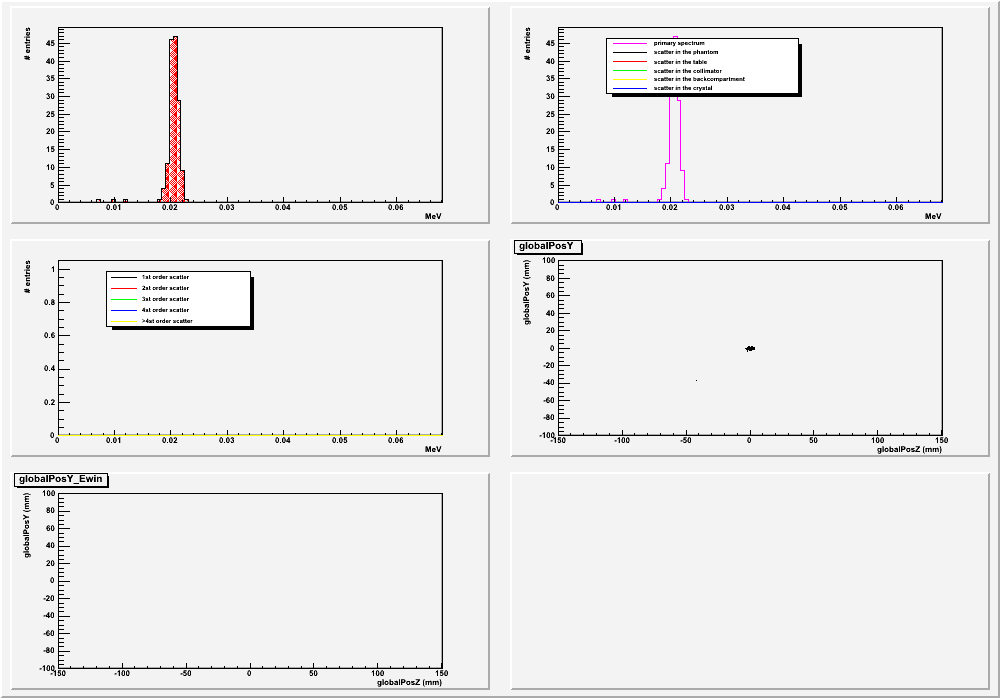 # entries
45
40
35
30
25
20
15
10
5
0
0 0.01 0.02 0.03 0.04 0.05 0.06
MeV
# entries
45
40
35
30
25
20
15
10
5
0
primary spectrum
scatter in the phantom
scatter in the table
scatter in the collimator
scatter in the backcompartment
scatter in the crystal
0 0.01 0.02 0.03 0.04 0.05 0.06
MeV
# entries
1
0.8
0.6
0.4
0.2
0
1st order scatter
2st order scatter
3st order scatter
4st order scatter
>4st order scatter
0 0.01 0.02 0.03 0.04 0.05 0.06
MeV
globalPosY
globalPosY (mm)
100
80
60
40
20
0
-20
-40
-60
-80
-100
-150 -100 -50 0 50 100 150
globalPosZ (mm)
globalPosY_Ewin
globalPosY (mm)
100
80
60
40
20
0
-20
-40
-60
-80
-100
-150 -100 -50 0 50 100 150
globalPosZ (mm)